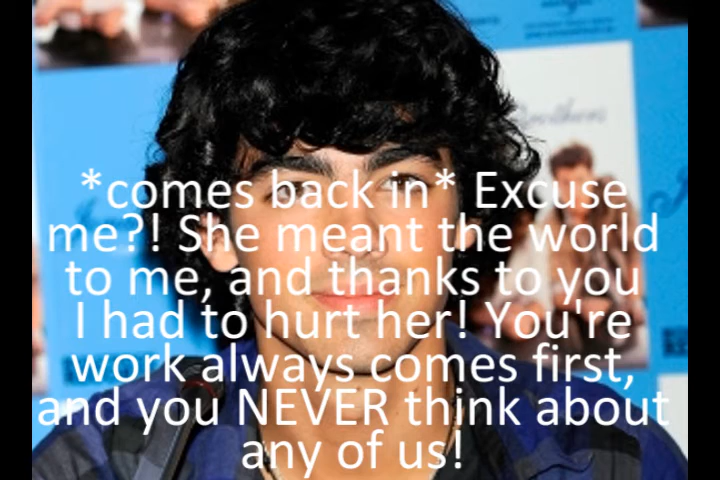 Brothers
*comes back in* Excuse
me?! She meant the world
to me, and thanks to you
I had to hurt her! You're
work always comes first,
and you NEVER think about
any of us!